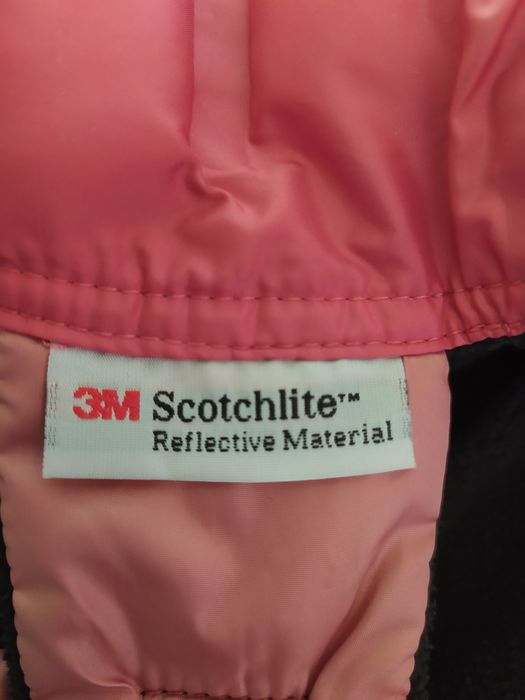 3M Scotchlite™
Reflective Material